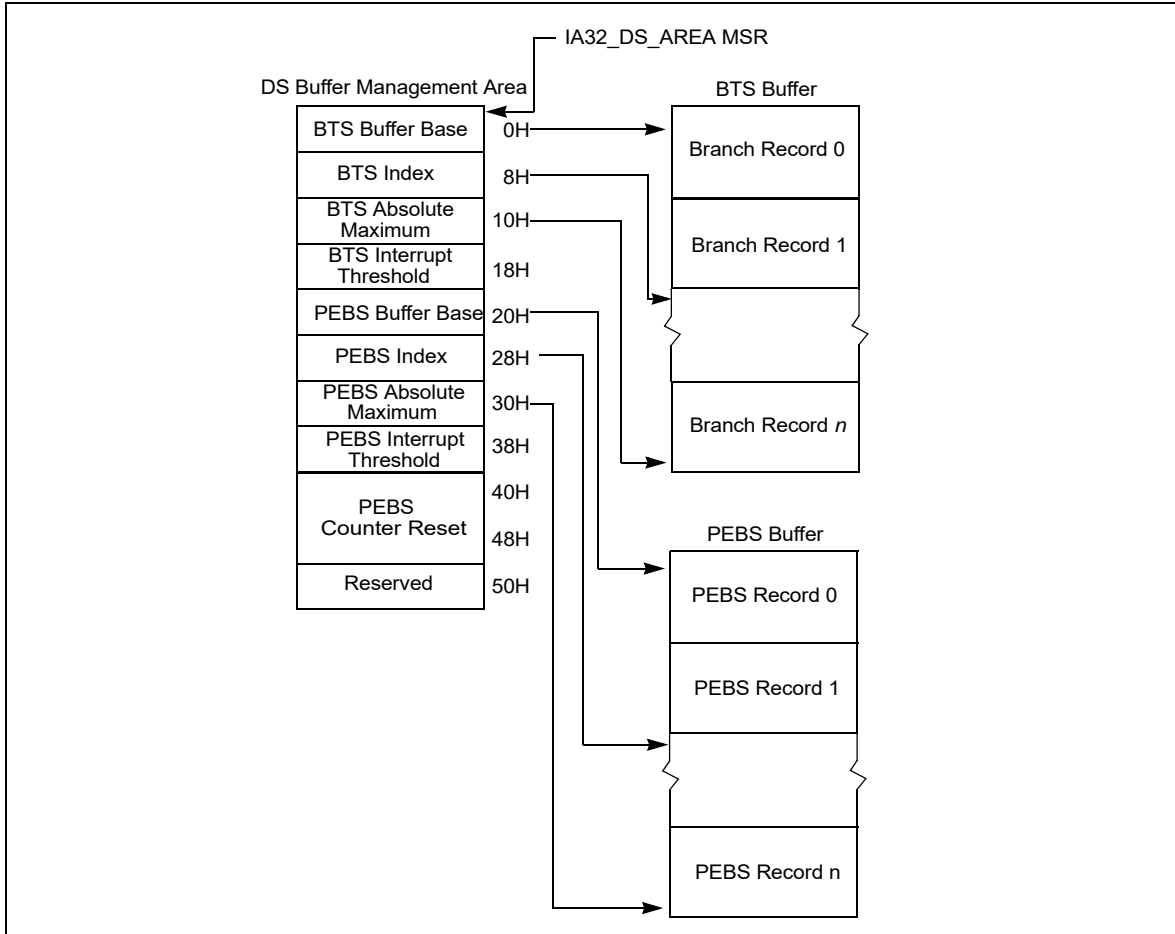 IA32_DS_AREA MSR
DS Buffer Management Area
BTS Buffer Base 0H
BTS Index 8H
BTS Absolute
Maximum 10H
BTS Interrupt
Threshold 18H
PEBS Buffer Base 20H
PEBS Index 28H
PEBS Absolute
Maximum 30H
PEBS Interrupt
Threshold 38H
40H
PEBS
Counter Reset
48H
Reserved 50H
BTS Buffer
Branch Record 0
Branch Record 1
Branch Record n
PEBS Buffer
PEBS Record 0
PEBS Record 1
PEBS Record n